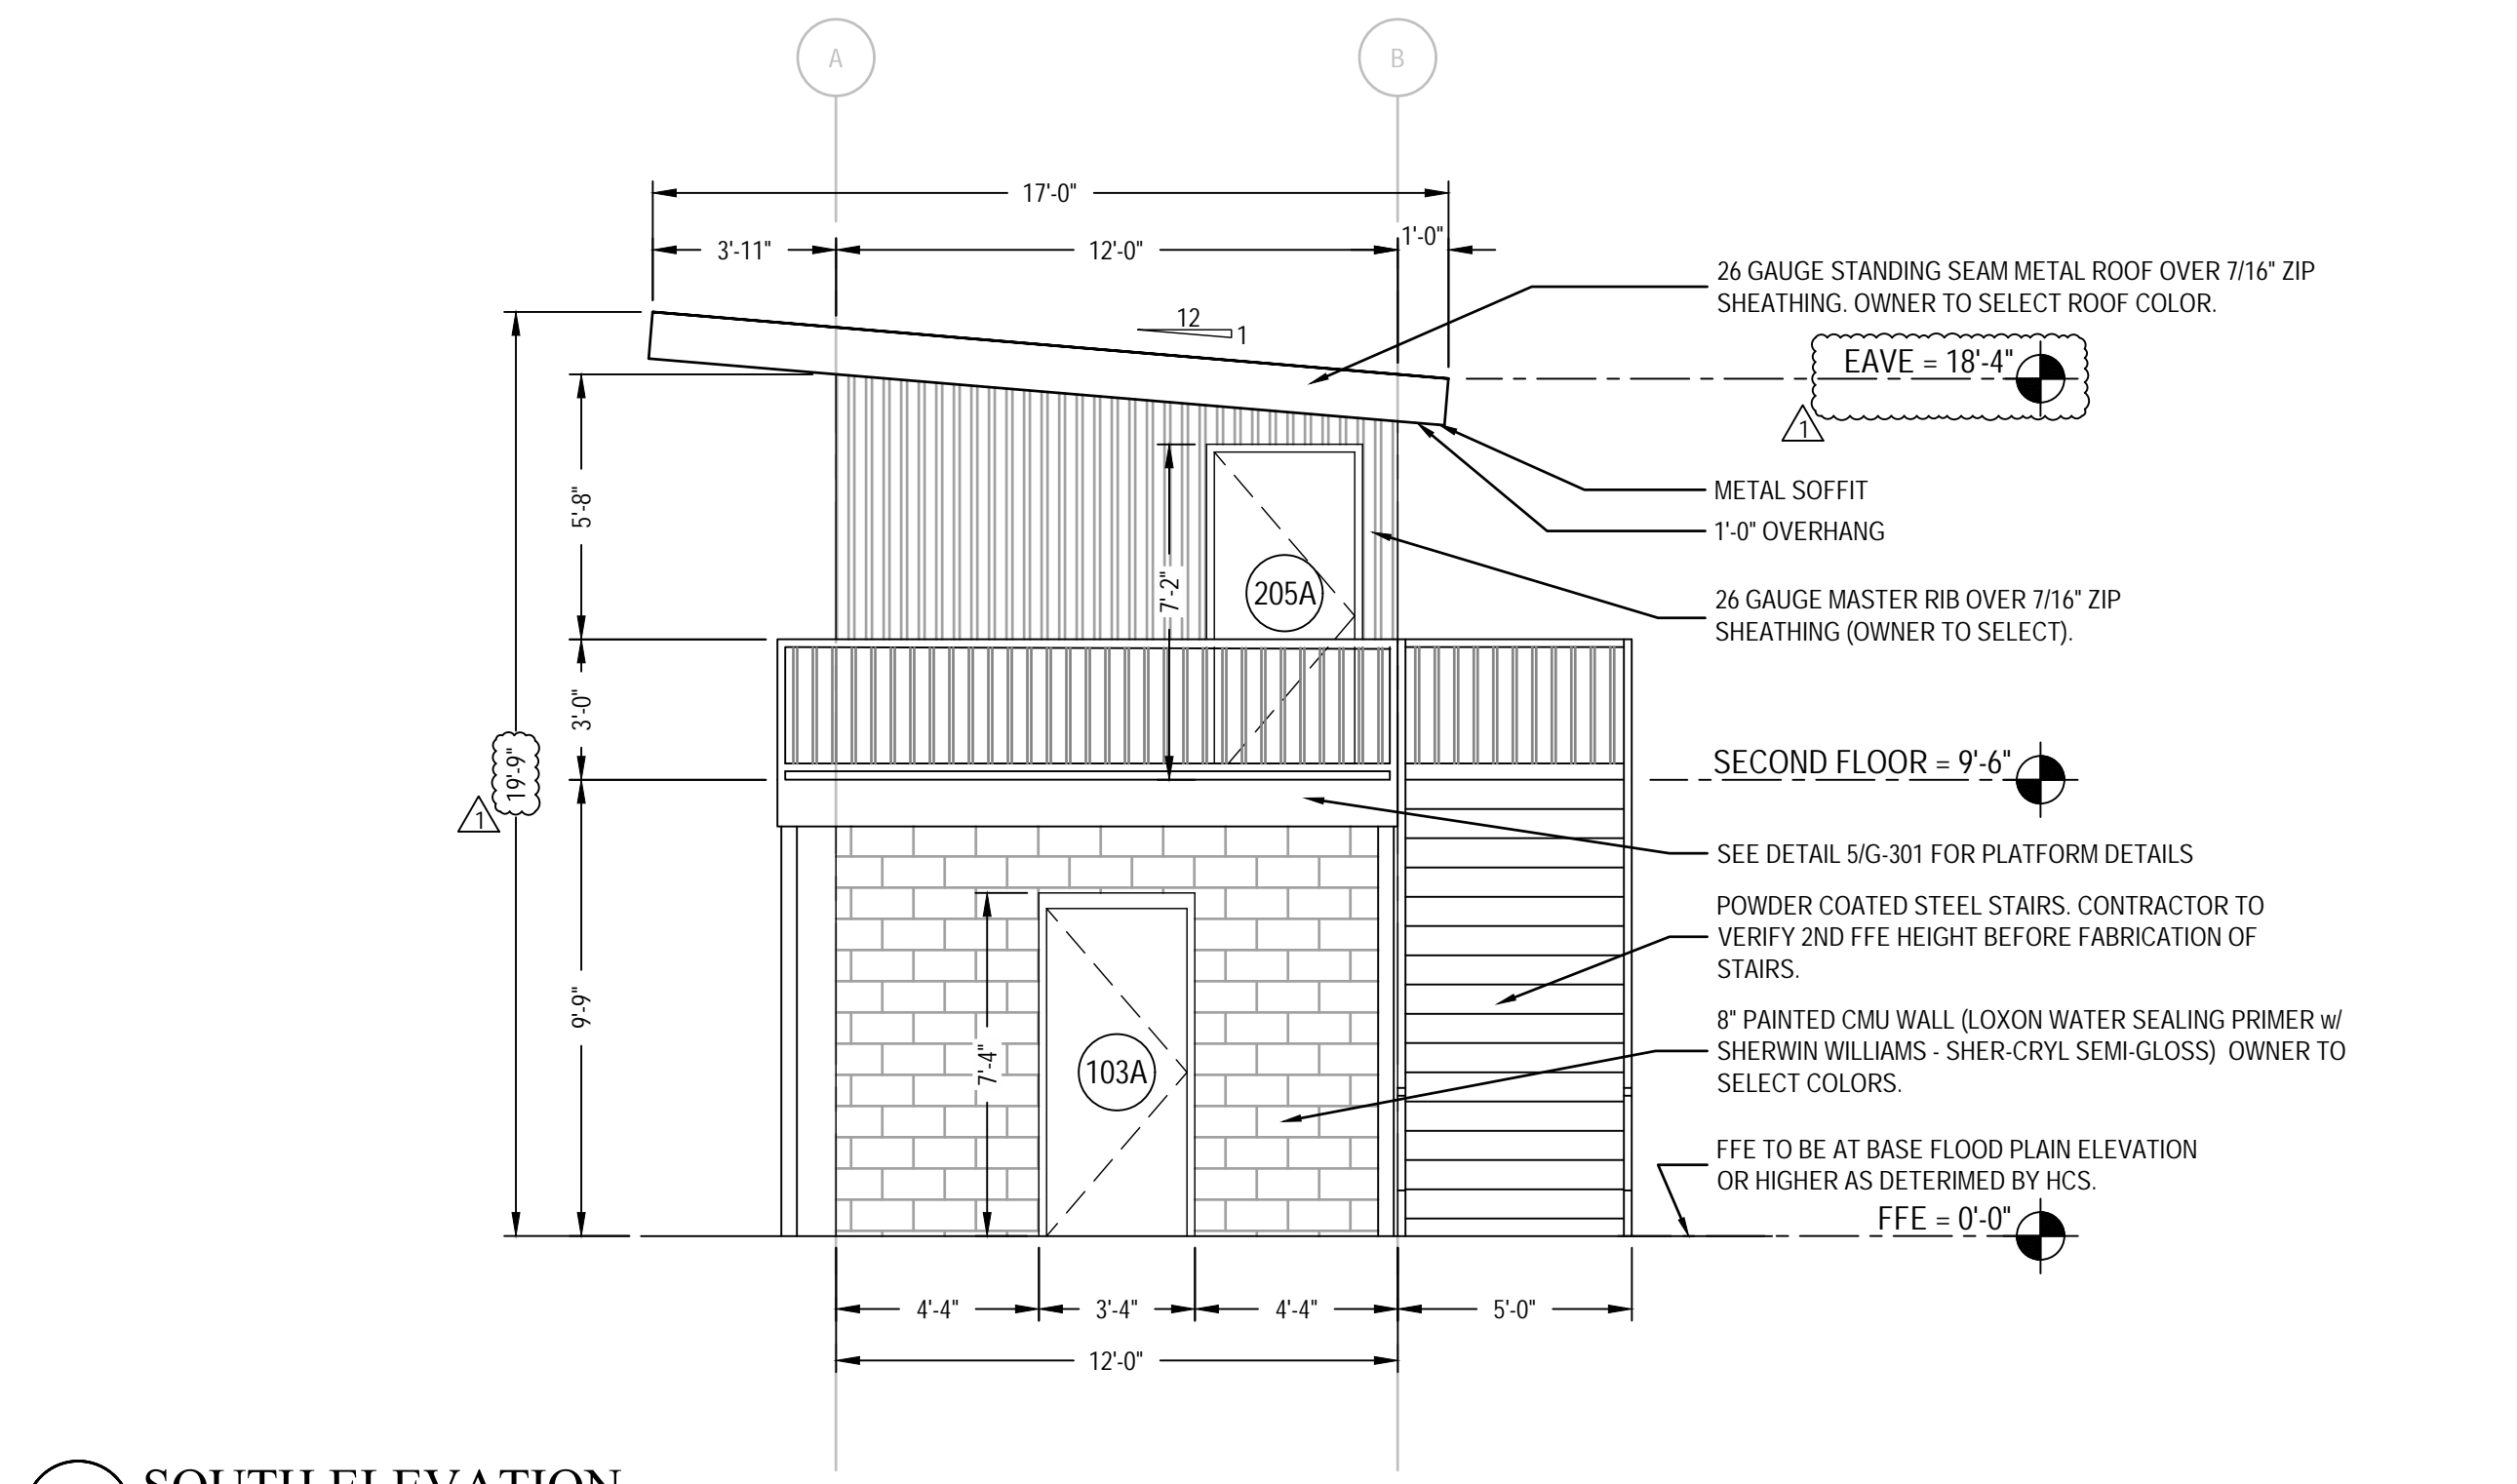 A
B
17'-0"
3'-11"
12'-0"
1'-0"
12
1
26 GAUGE STANDING SEAM METAL ROOF OVER 7/16" ZIP
SHEATHING. OWNER TO SELECT ROOF COLOR.
EAVE = 18'-4"
1
METAL SOFFIT
1'-0" OVERHANG
5'-8"
7'-2"
205A
26 GAUGE MASTER RIB OVER 7/16" ZIP
SHEATHING (OWNER TO SELECT).
3'-0"
19'-9"
1
SECOND FLOOR = 9'-6"
SEE DETAIL 5/G-301 FOR PLATFORM DETAILS
POWDER COATED STEEL STAIRS. CONTRACTOR TO
VERIFY 2ND FFE HEIGHT BEFORE FABRICATION OF
STAIRS.
9'-9"
7'-4"
103A
8" PAINTED CMU WALL (LOXON WATER SEALING PRIMER w/
SHERWIN WILLIAMS - SHER-CRYL SEMI-GLOSS) OWNER TO
SELECT COLORS.
FFE TO BE AT BASE FLOOD PLAIN ELEVATION
OR HIGHER AS DETERIMED BY HCS.
FFE = 0'-0"
4'-4"
3'-4"
4'-4"
5'-0"
12'-0"
SOUTH ELEVATION